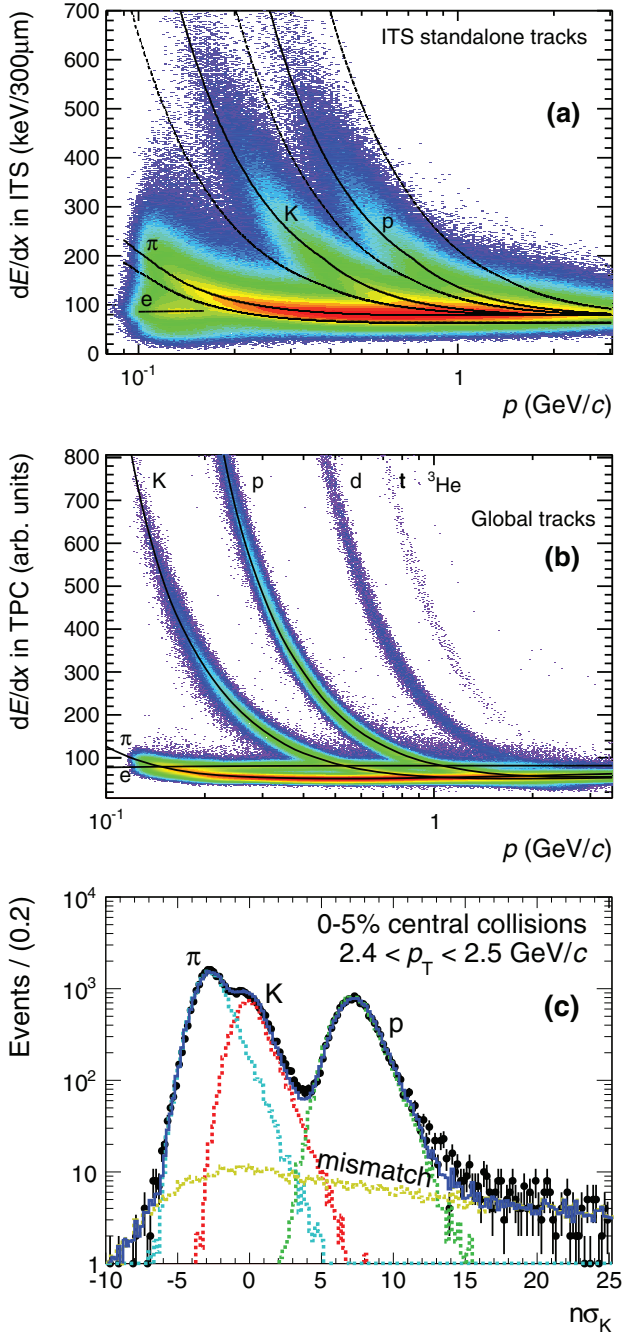 dE/dx in ITS (keV/300μm)
700
600
500
400
300
200
100
0
ITS standalone tracks
(a)
K
p
π
e
10⁻¹
1
p (GeV/c)
dE/dx in TPC (arb. units)
800
700
600
500
400
300
200
100
K
p
d
t
³He
Global tracks
(b)
π
e
10⁻¹
1
p (GeV/c)
Events / (0.2)
10⁴
10³
10²
10
1
0-5% central collisions
2.4 < p_T < 2.5 GeV/c
(c)
π
K
p
mismatch
-10
-5
0
5
10
15
20
25
nσ_K